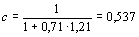 c = 1 / (1 + 0,71 · 1,21) = 0,537